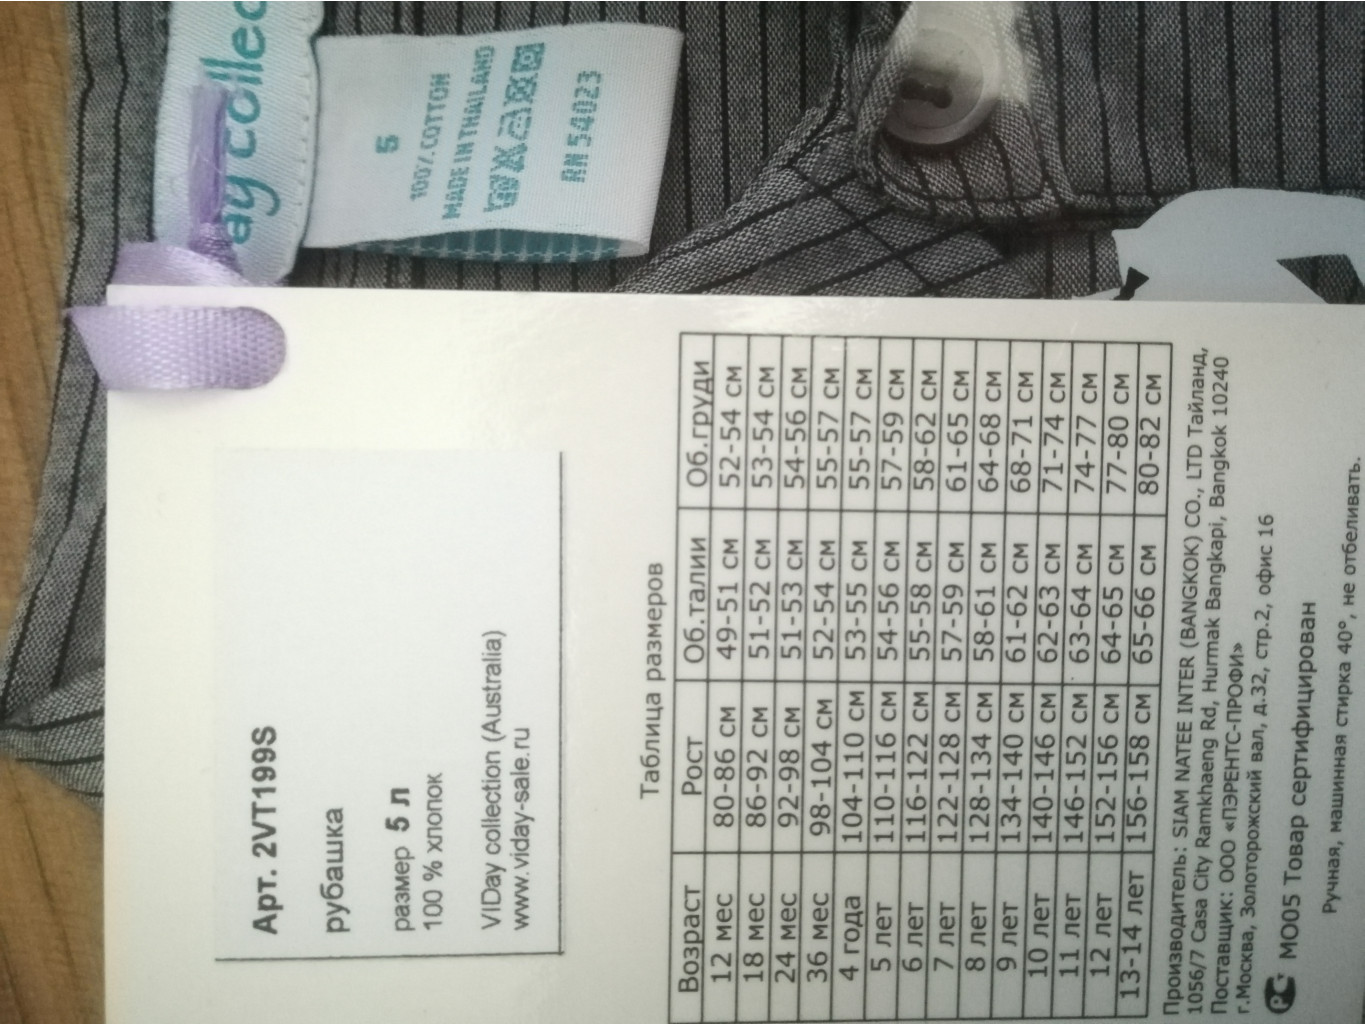 ay collec
5
100% COTTON
MADE IN THAILAND
RN 54023
Арт. 2VT199S
рубашка
размер 5 л
100 % хлопок
VIDay collection (Australia)
www.viday-sale.ru
Таблица размеров
Возраст Рост Об.талии Об.груди
12 мес 80-86 см 49-51 см 52-54 см
18 мес 86-92 см 51-52 см 53-54 см
24 мес 92-98 см 51-53 см 54-56 см
36 мес 98-104 см 52-54 см 55-57 см
4 года 104-110 см 53-55 см 55-57 см
5 лет 110-116 см 54-56 см 57-59 см
6 лет 116-122 см 55-58 см 58-62 см
7 лет 122-128 см 57-59 см 61-65 см
8 лет 128-134 см 58-61 см 64-68 см
9 лет 134-140 см 61-62 см 68-71 см
10 лет 140-146 см 62-63 см 71-74 см
11 лет 146-152 см 63-64 см 74-77 см
12 лет 152-156 см 64-65 см 77-80 см
13-14 лет 156-158 см 65-66 см 80-82 см
Производитель: SIAM NATEE INTER (BANGKOK) CO., LTD Тайланд,
1056/7 Casa City Ramkhaeng Rd, Hurmak Bangkapi, Bangkok 10240
Поставщик: ООО «ПЭРЕНТС-ПРОФИ»
г.Москва, Золоторожский вал, д.32, стр.2, офис 16
РС МО05 Товар сертифицирован
Ручная, машинная стирка 40°, не отбеливать.